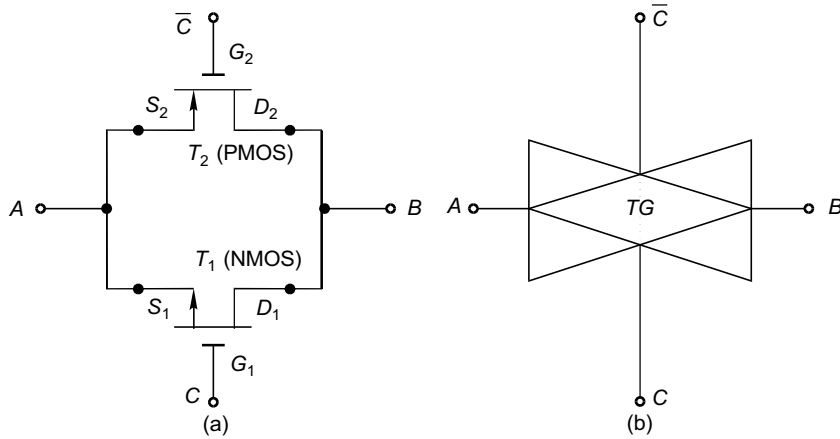 C̅
G₂
S₂
D₂
T₂ (PMOS)
A
B
T₁ (NMOS)
S₁
D₁
G₁
C
(a)
C̅
A
TG
B
C
(b)